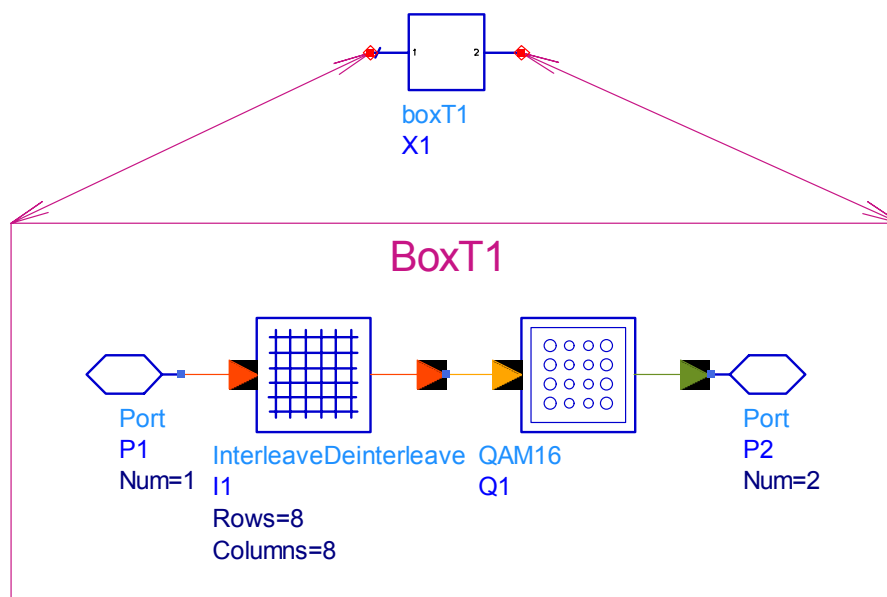 1 2
boxT1
X1
BoxT1
Port
P1
Num=1
InterleaveDeinterleave
I1
Rows=8
Columns=8
QAM16
Q1
Port
P2
Num=2